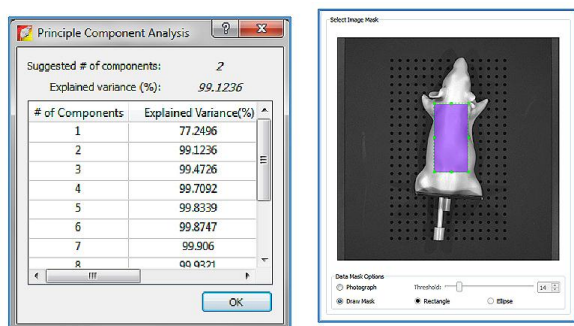 Principle Component Analysis
Suggested # of components: 2
Explained variance (%): 99.1236
# of Components Explained Variance(%)
1 77.2496
2 99.1236
3 99.4726
4 99.7092
5 99.8339
6 99.8747
7 99.906
8 99.9321
OK
Select Image Mask
Data Mask Options
Photograph Threshold: 14
Draw Mask Rectangle Ellipse